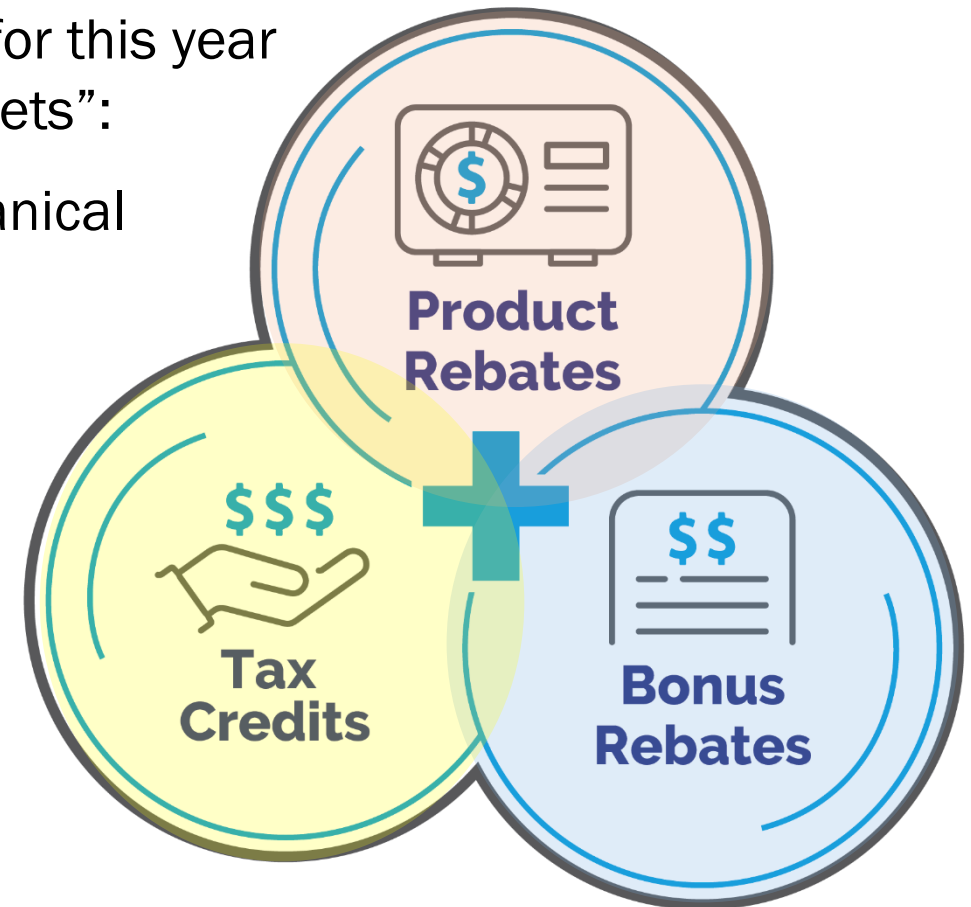 for this year
ets”:
anical
$
Product
Rebates
$$$
Tax
Credits
$$
Bonus
Rebates